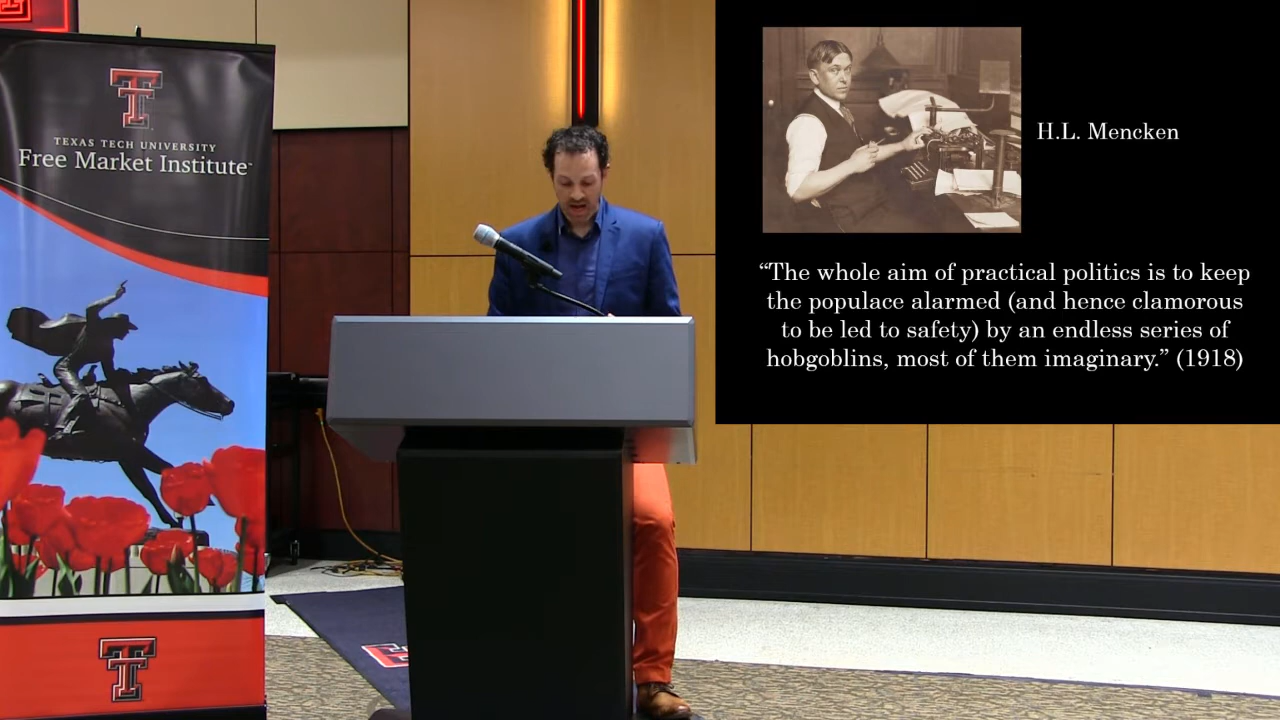 TEXAS TECH UNIVERSITY
Free Market Institute
H.L. Mencken
“The whole aim of practical politics is to keep
the populace alarmed (and hence clamorous
to be led to safety) by an endless series of
hobgoblins, most of them imaginary.” (1918)